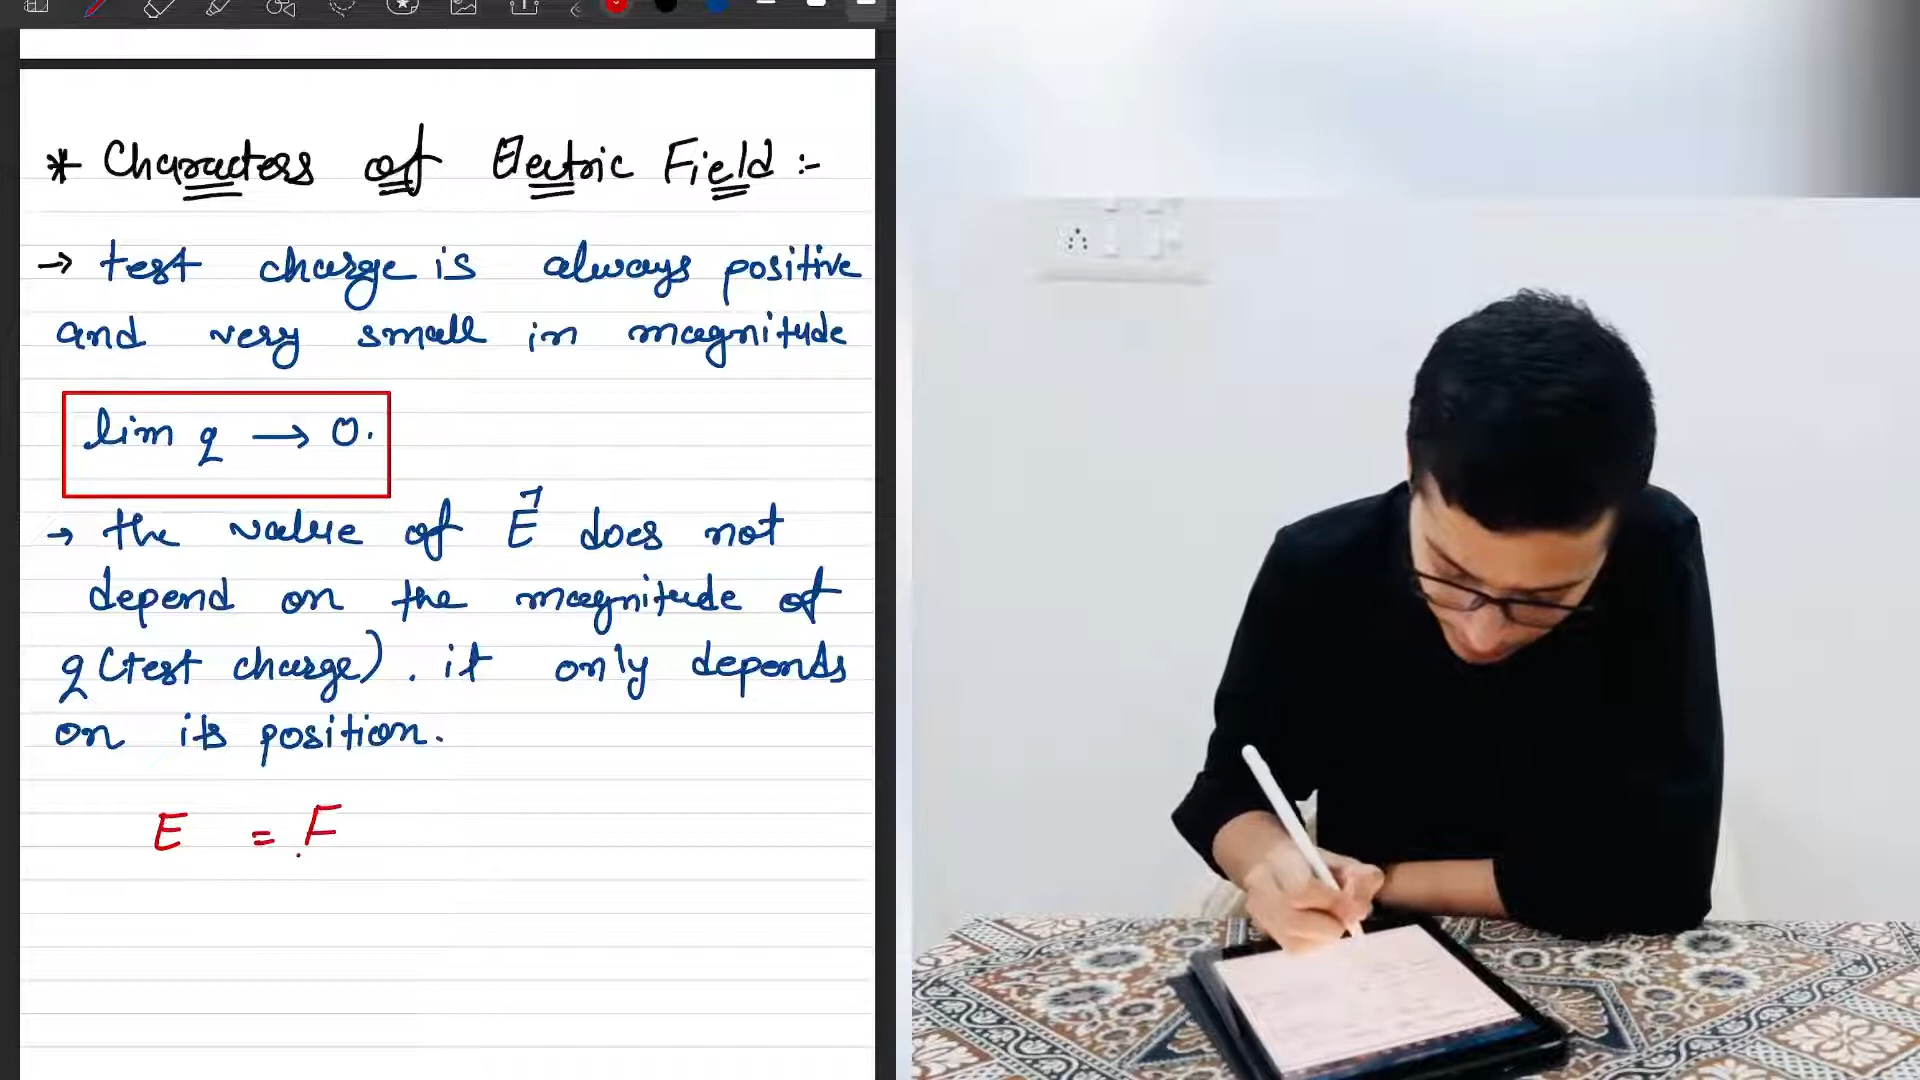 * Characters of Electric Field :-
→ test charge is always positive
and very small in magnitude
lim q → 0.
→ the value of E⃗ does not
depend on the magnitude of
q (test charge). it only depends
on its position.
E = F